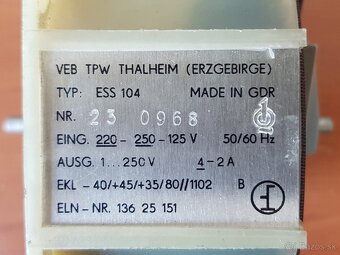 VEB TPW THALHEIM (ERZGEBIRGE)
TYP: ESS 104 MADE IN GDR
NR. 23 0968
EING. 220 - 250 - 125 V 50/60 Hz
AUSG. 1...250 V 4 - 2 A
EKL - 40/+45/+35/80//1102 B
ELN - NR. 136 25 151